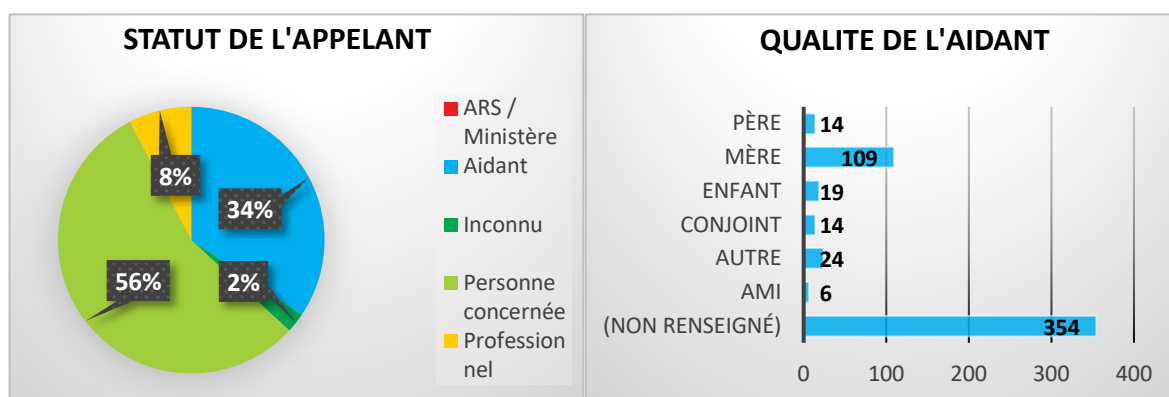 STATUT DE L'APPELANT
8%
34%
56%
2%
ARS /
Ministère
Aidant
Inconnu
Personne
concernée
Profession
nel
QUALITE DE L'AIDANT
PÈRE 14
MÈRE 109
ENFANT 19
CONJOINT 14
AUTRE 24
AMI 6
(NON RENSEIGNÉ) 354
0 100 200 300 400